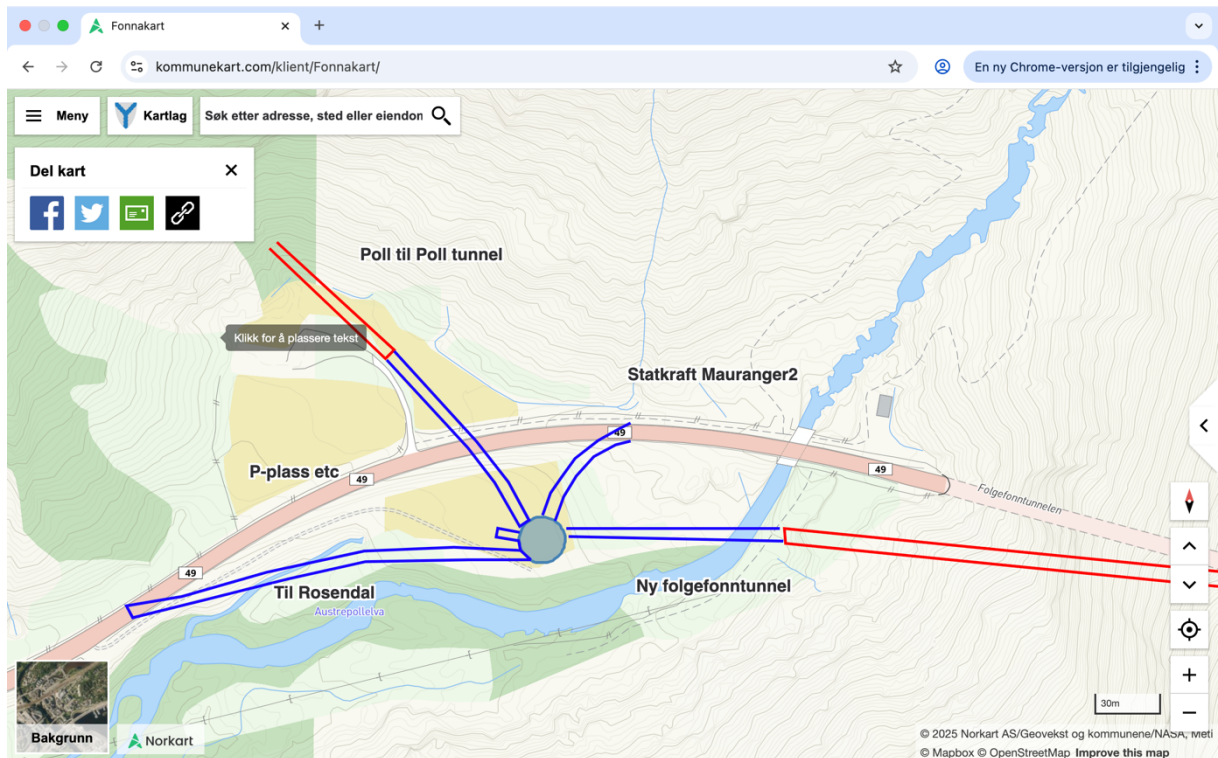 Fonnakart
kommunekart.com/klient/Fonnakart/
En ny Chrome-versjon er tilgjengelig
Meny
Kartlag
Søk etter adresse, sted eller eiendon
Del kart
Poll til Poll tunnel
Klikk for å plassere tekst
Statkraft Mauranger2
49
P-plass etc
49
49
Folgefonntunnelen
49
Til Rosendal
Ny folgefonntunnel
Austrepollelva
30m
Bakgrunn
Norkart
© 2025 Norkart AS/Geovekst og kommunene/NASA, Meti
© Mapbox © OpenStreetMap Improve this map